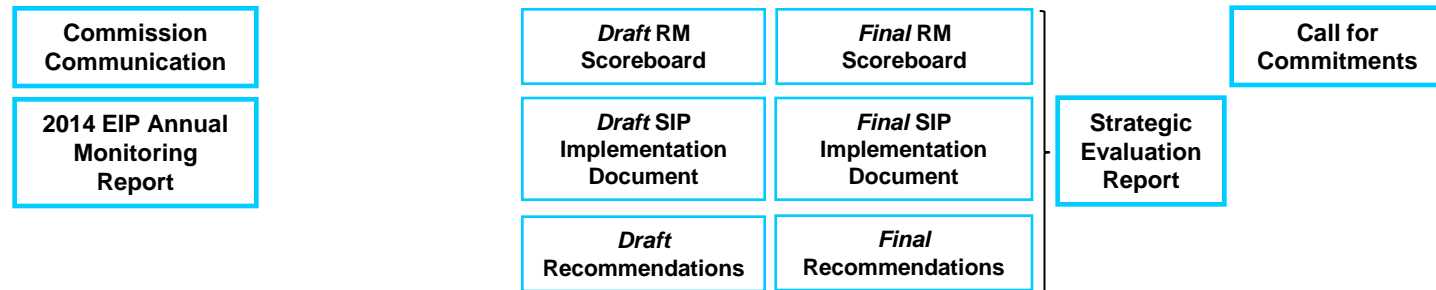 Commission
Communication
2014 EIP Annual
Monitoring
Report
Draft RM
Scoreboard
Final RM
Scoreboard
Draft SIP
Implementation
Document
Final SIP
Implementation
Document
Draft
Recommendations
Final
Recommendations
Strategic
Evaluation
Report
Call for
Commitments